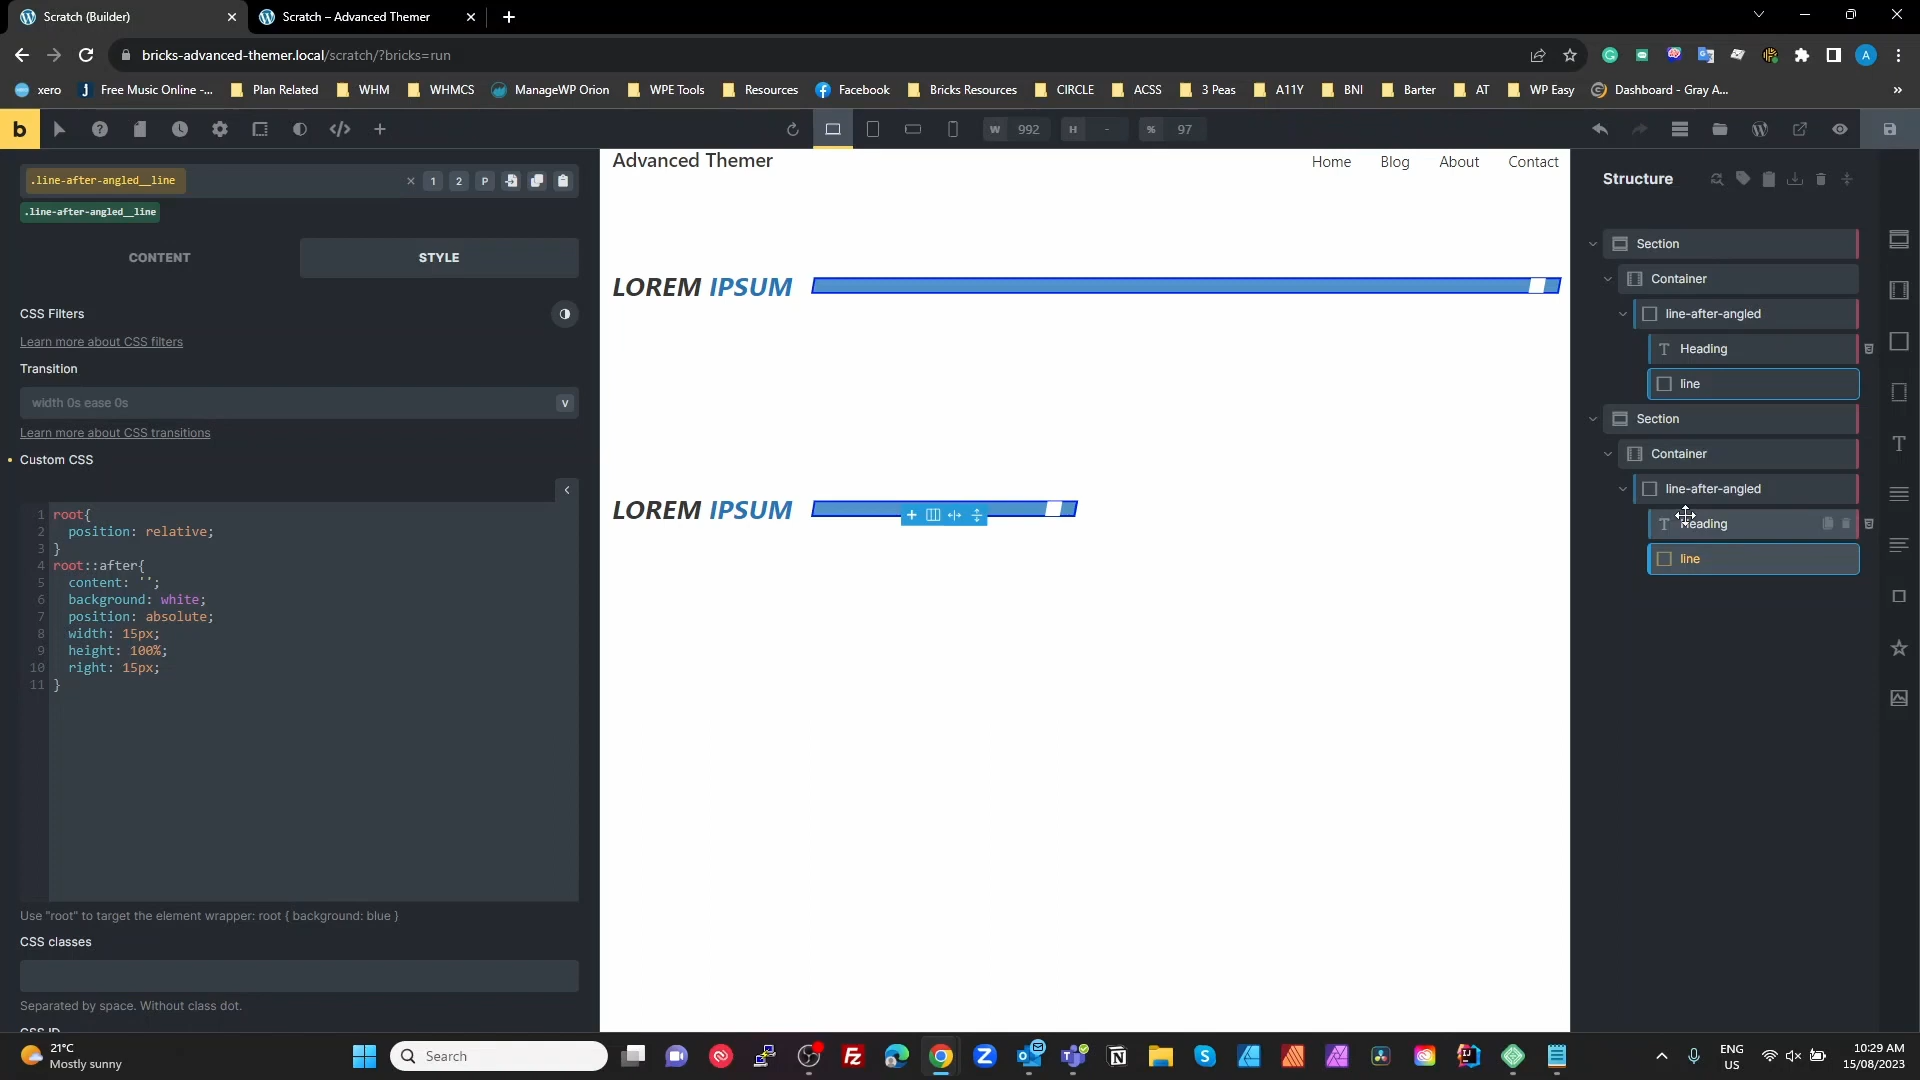 Scratch (Builder)
Scratch – Advanced Themer
bricks-advanced-themer.local/scratch/?bricks=run
xero
Free Music Online -...
Plan Related
WHM
WHMCS
ManageWP Orion
WPE Tools
Resources
Facebook
Bricks Resources
CIRCLE
ACSS
3 Peas
A11Y
BNI
Barter
AT
WP Easy
Dashboard - Gray A...
b
W 992
H -
% 97
.line-after-angled__line
1
2
P
.line-after-angled__line
CONTENT
STYLE
CSS Filters
Learn more about CSS filters
Transition
width 0s ease 0s
V
Learn more about CSS transitions
Custom CSS
1 root{
2 position: relative;
3 }
4 root::after{
5 content: '';
6 background: white;
7 position: absolute;
8 width: 15px;
9 height: 100%;
10 right: 15px;
11 }
Use "root" to target the element wrapper: root { background: blue }
CSS classes
Separated by space. Without class dot.
CSS ID
Advanced Themer
Home
Blog
About
Contact
LOREM IPSUM
LOREM IPSUM
Structure
Section
Container
line-after-angled
Heading
line
Section
Container
line-after-angled
Heading
line
21°C
Mostly sunny
Search
ENG
US
10:29 AM
15/08/2023